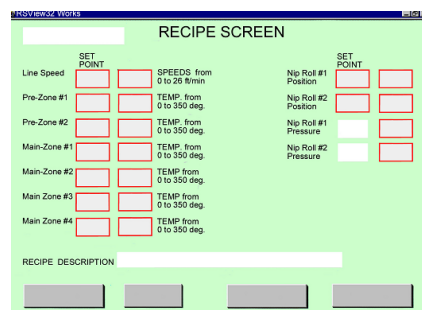 RSView32 Works
RECIPE SCREEN
SET
POINT
Line Speed
SPEEDS from
0 to 26 ft/min
Pre-Zone #1
TEMP. from
0 to 350 deg.
Pre-Zone #2
TEMP. from
0 to 350 deg.
Main-Zone #1
TEMP. from
0 to 350 deg.
Main-Zone #2
TEMP from
0 to 350 deg.
Main Zone #3
TEMP from
0 to 350 deg.
Main Zone #4
TEMP from
0 to 350 deg.
SET
POINT
Nip Roll #1
Position
Nip Roll #2
Position
Nip Roll #1
Pressure
Nip Roll #2
Pressure
RECIPE DESCRIPTION